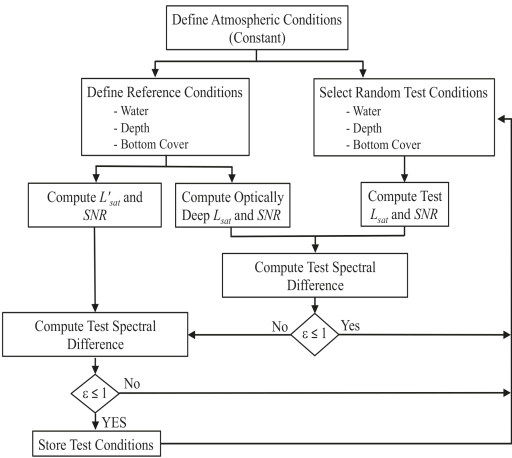 Define Atmospheric Conditions
(Constant)
Define Reference Conditions
- Water
- Depth
- Bottom Cover
Select Random Test Conditions
- Water
- Depth
- Bottom Cover
Compute L'sat and
SNR
Compute Optically
Deep Lsat and SNR
Compute Test
Lsat and SNR
Compute Test Spectral
Difference
No
ε ≤ 1
Yes
Compute Test Spectral
Difference
ε ≤ 1
No
YES
Store Test Conditions